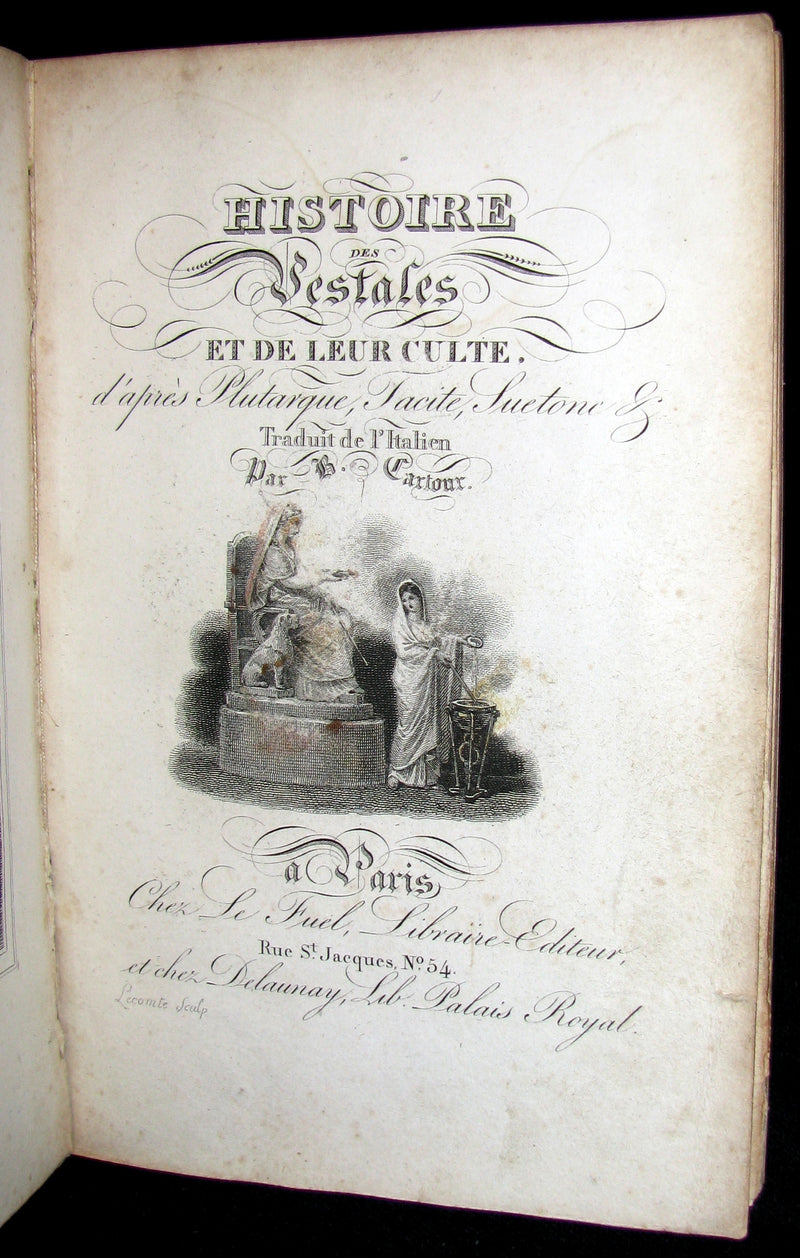 HISTOIRE
DES
Vestales
ET DE LEUR CULTE.
d'après Plutarque, Tacite, Suetone &c.
Traduit de l'Italien
Par B. Cartoux.
à Paris,
Chez Le Fuel, Libraire-Editeur,
Rue St. Jacques, No. 54.
et chez Delaunay, Lib. Palais Royal.
Lecomte Sculp